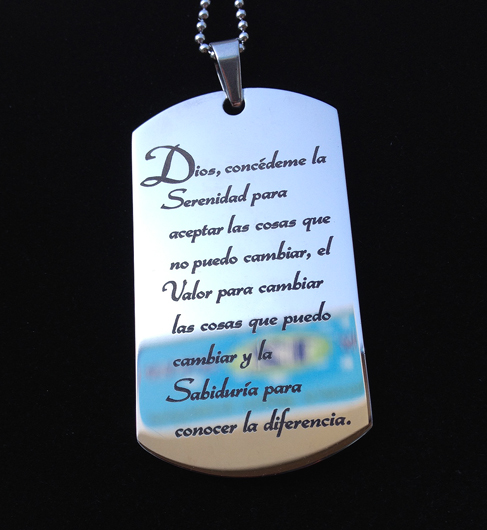 Dios, concédeme la
Serenidad para
aceptar las cosas que
no puedo cambiar, el
Valor para cambiar
las cosas que puedo
cambiar y la
Sabiduría para
conocer la diferencia.